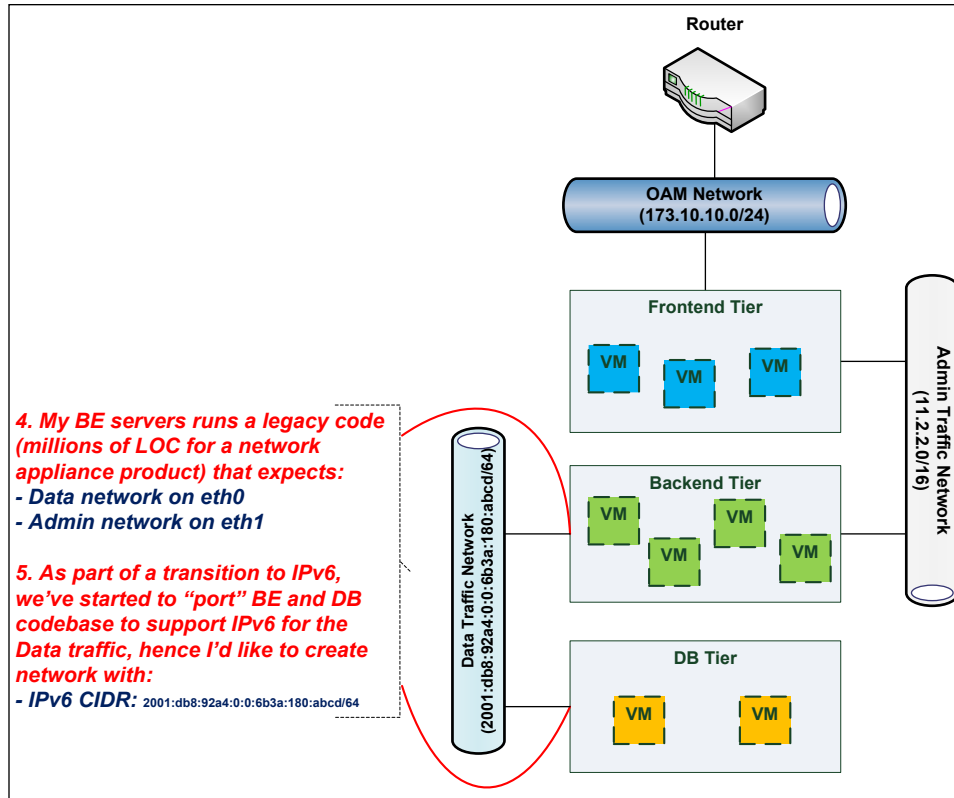 Router
OAM Network
(173.10.10.0/24)
Frontend Tier
VM
VM
VM
Admin Traffic Network
(11.2.2.0/16)
4. My BE servers runs a legacy code
(millions of LOC for a network
appliance product) that expects:
- Data network on eth0
- Admin network on eth1
5. As part of a transition to IPv6,
we've started to “port” BE and DB
codebase to support IPv6 for the
Data traffic, hence I'd like to create
network with:
- IPv6 CIDR: 2001:db8:92a4:0:0:6b3a:180:abcd/64
Data Traffic Network
(2001:db8:92a4:0:0:6b3a:180:abcd/64)
Backend Tier
VM
VM
VM
VM
DB Tier
VM
VM